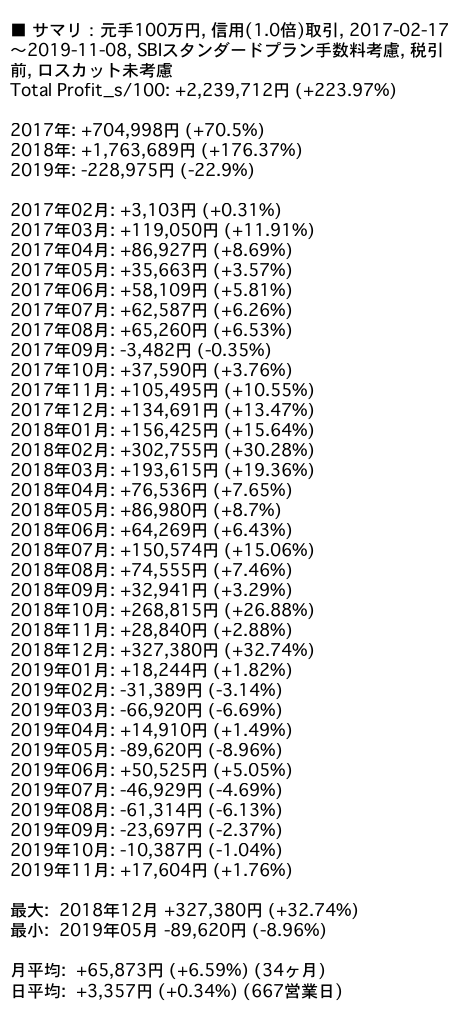 ■ サマリ：元手100万円, 信用(1.0倍)取引, 2017-02-17
～2019-11-08, SBIスタンダードプラン手数料考慮, 税引
前, ロスカット未考慮
Total Profit_s/100: +2,239,712円 (+223.97%)
2017年: +704,998円 (+70.5%)
2018年: +1,763,689円 (+176.37%)
2019年: -228,975円 (-22.9%)
2017年02月: +3,103円 (+0.31%)
2017年03月: +119,050円 (+11.91%)
2017年04月: +86,927円 (+8.69%)
2017年05月: +35,663円 (+3.57%)
2017年06月: +58,109円 (+5.81%)
2017年07月: +62,587円 (+6.26%)
2017年08月: +65,260円 (+6.53%)
2017年09月: -3,482円 (-0.35%)
2017年10月: +37,590円 (+3.76%)
2017年11月: +105,495円 (+10.55%)
2017年12月: +134,691円 (+13.47%)
2018年01月: +156,425円 (+15.64%)
2018年02月: +302,755円 (+30.28%)
2018年03月: +193,615円 (+19.36%)
2018年04月: +76,536円 (+7.65%)
2018年05月: +86,980円 (+8.7%)
2018年06月: +64,269円 (+6.43%)
2018年07月: +150,574円 (+15.06%)
2018年08月: +74,555円 (+7.46%)
2018年09月: +32,941円 (+3.29%)
2018年10月: +268,815円 (+26.88%)
2018年11月: +28,840円 (+2.88%)
2018年12月: +327,380円 (+32.74%)
2019年01月: +18,244円 (+1.82%)
2019年02月: -31,389円 (-3.14%)
2019年03月: -66,920円 (-6.69%)
2019年04月: +14,910円 (+1.49%)
2019年05月: -89,620円 (-8.96%)
2019年06月: +50,525円 (+5.05%)
2019年07月: -46,929円 (-4.69%)
2019年08月: -61,314円 (-6.13%)
2019年09月: -23,697円 (-2.37%)
2019年10月: -10,387円 (-1.04%)
2019年11月: +17,604円 (+1.76%)
最大: 2018年12月 +327,380円 (+32.74%)
最小: 2019年05月 -89,620円 (-8.96%)
月平均: +65,873円 (+6.59%) (34ヶ月)
日平均: +3,357円 (+0.34%) (667営業日)